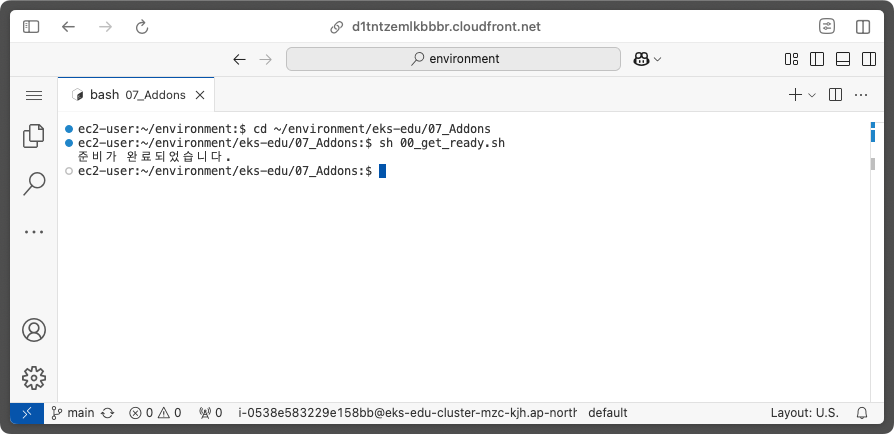 d1tntzemlkbbbr.cloudfront.net
environment
bash 07_Addons
ec2-user:~/environment:$ cd ~/environment/eks-edu/07_Addons
ec2-user:~/environment/eks-edu/07_Addons:$ sh 00_get_ready.sh
준비가 완료되었습니다.
ec2-user:~/environment/eks-edu/07_Addons:$
main 0 0 0 i-0538e583229e158bb@eks-edu-cluster-mzc-kjh.ap-north default Layout: U.S.